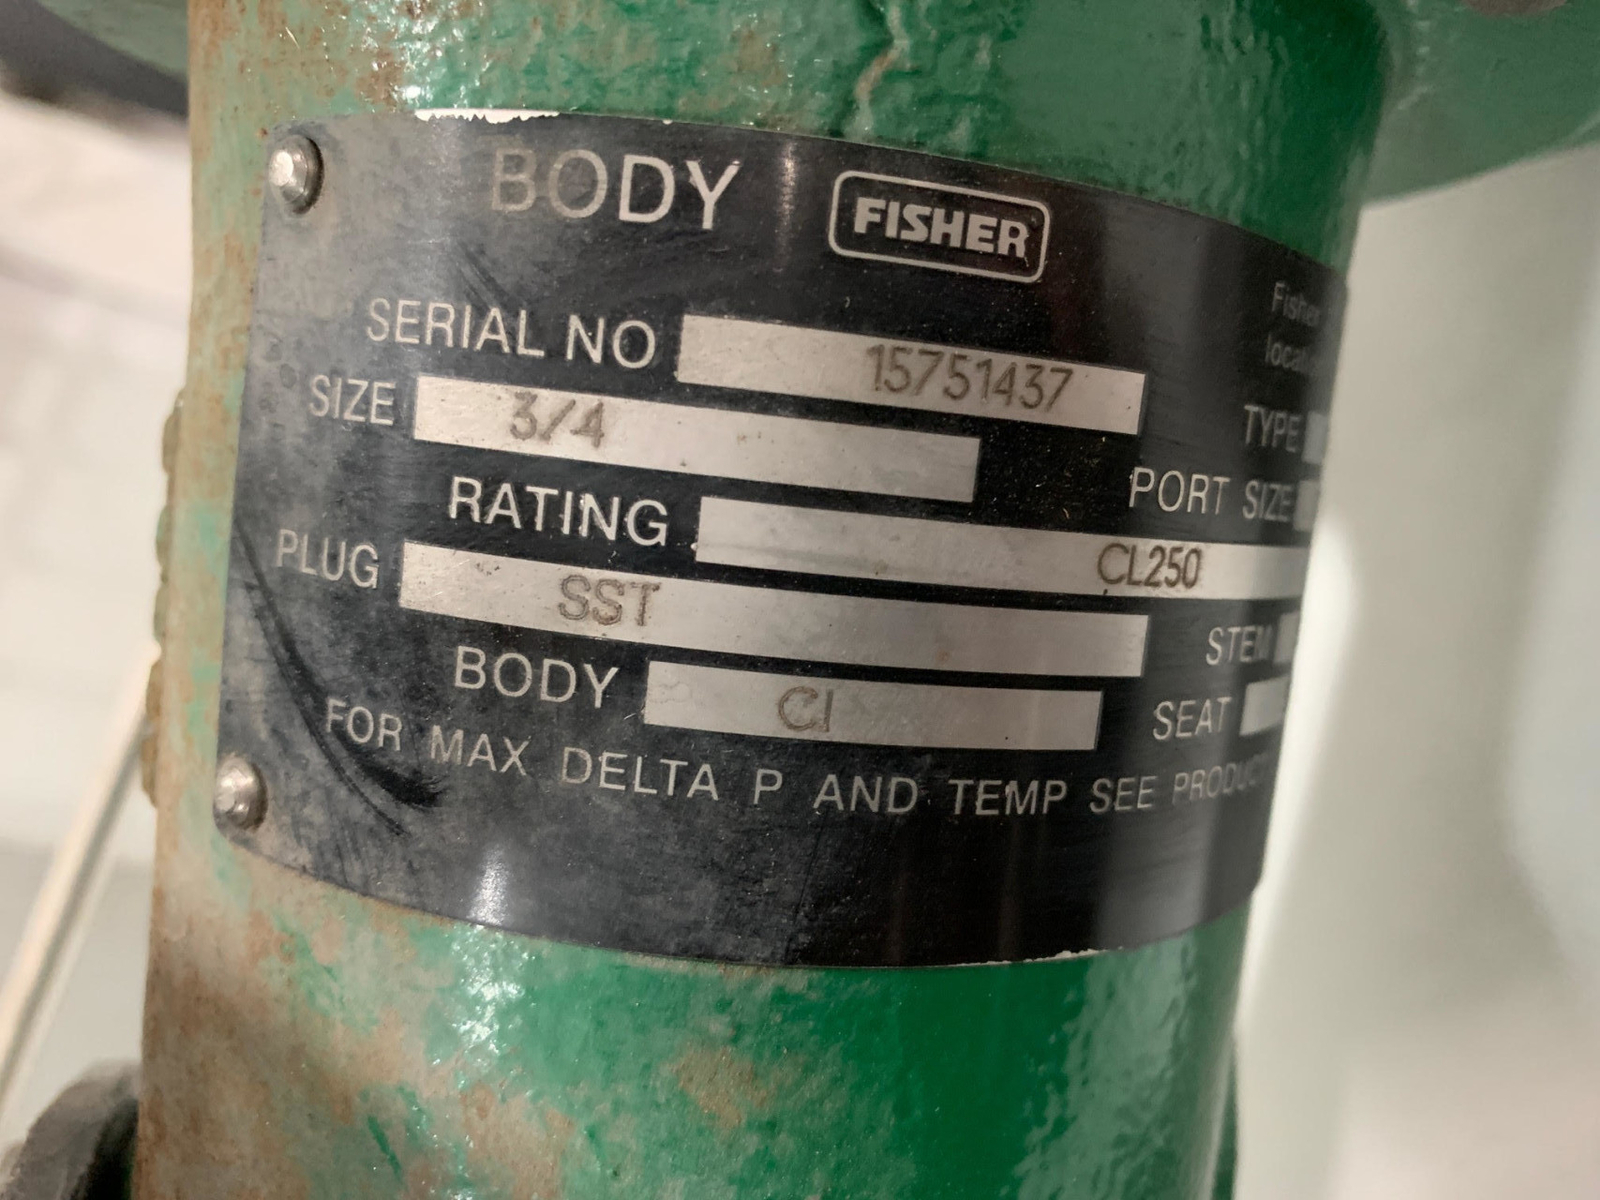 BODY FISHER
Fisher
SERIAL NO 15751437
SIZE 3/4 TYPE
PORT SIZE
RATING CL250
PLUG SST STEM
BODY CI SEAT
FOR MAX DELTA P AND TEMP SEE PRODUCT